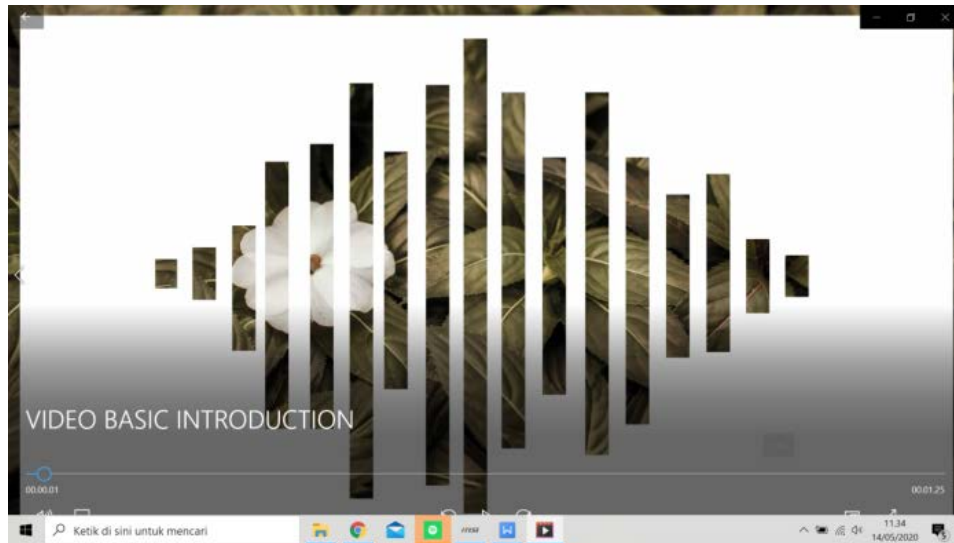 VIDEO BASIC INTRODUCTION
00.00.01
00.01.25
Ketik di sini untuk mencari
11.34
14/05/2020
5